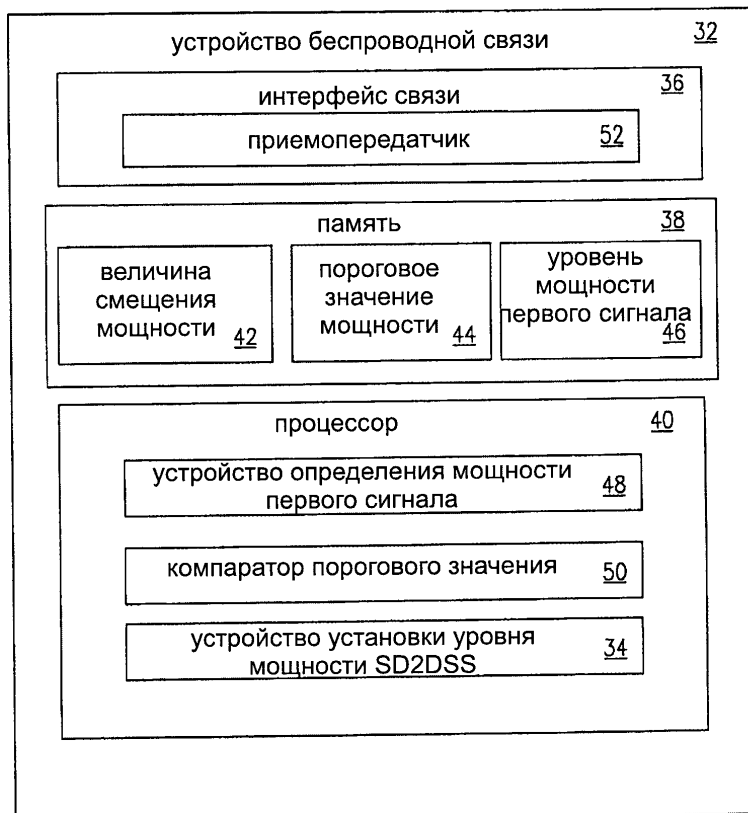 устройство беспроводной связи 32
интерфейс связи 36
приемопередатчик 52
память 38
величина
смещения
мощности 42
пороговое
значение
мощности 44
уровень
мощности
первого сигнала
46
процессор 40
устройство определения мощности
первого сигнала 48
компаратор порогового значения 50
устройство установки уровня
мощности SD2DSS 34